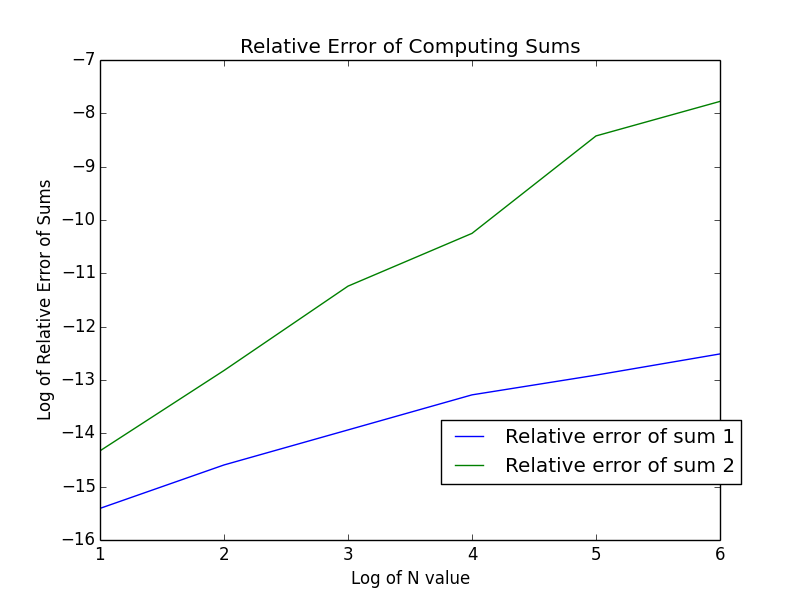 Relative Error of Computing Sums
−7
−8
−9
−10
−11
−12
−13
−14
−15
−16
Log of Relative Error of Sums
Relative error of sum 1
Relative error of sum 2
1 2 3 4 5 6
Log of N value